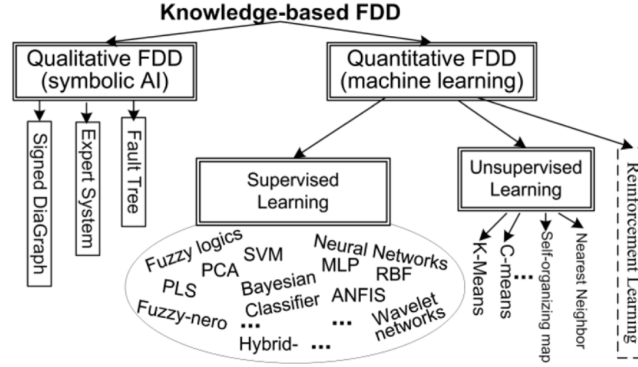 Knowledge-based FDD
Qualitative FDD
(symbolic AI)
Quantitative FDD
(machine learning)
Signed DiaGraph
Expert System
Fault Tree
Supervised
Learning
Unsupervised
Learning
Reinforcement Learning
Fuzzy logics
SVM
Neural Networks
PCA
MLP
RBF
PLS
Bayesian
Classifier
ANFIS
Fuzzy-nero
...
...
Wavelet
networks
Hybrid-
...
K-Means
C-means
...
Self-organizing map
Nearest Neighbor